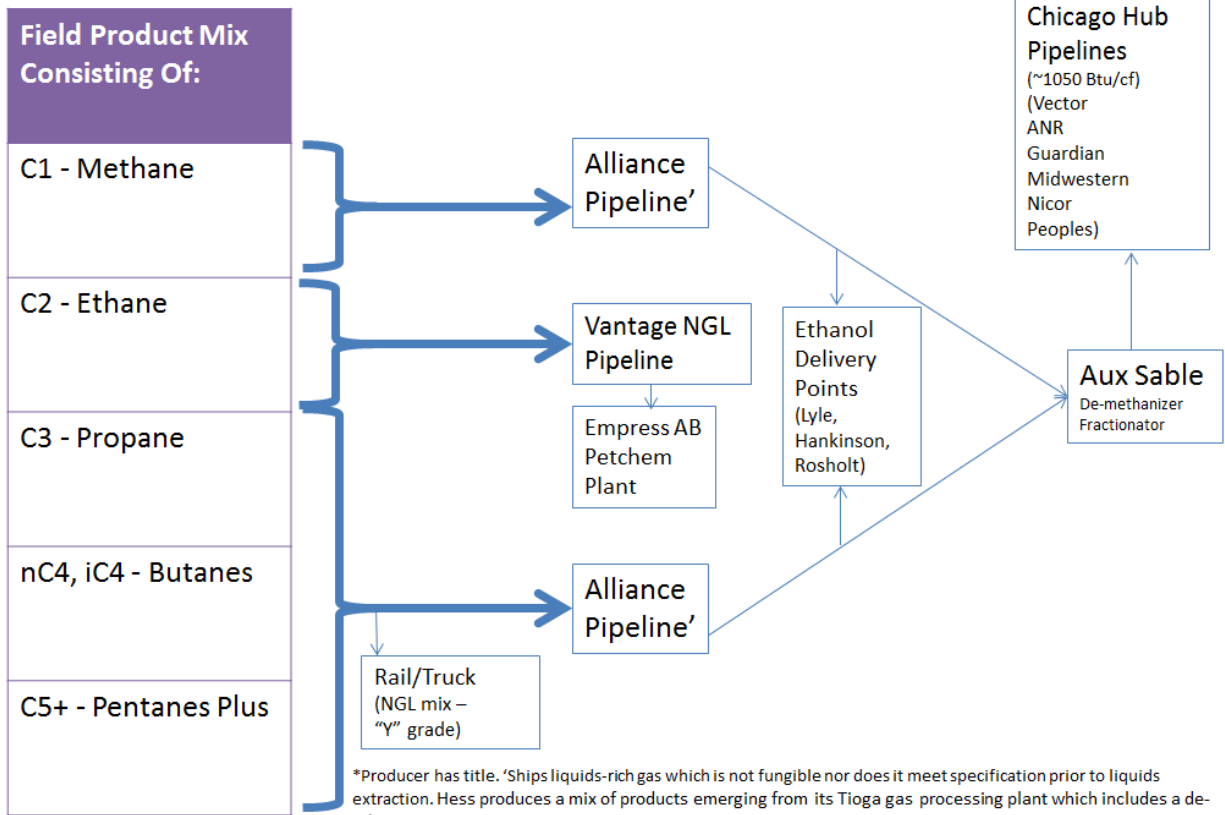 Field Product Mix
Consisting Of:
C1 - Methane
C2 - Ethane
C3 - Propane
nC4, iC4 - Butanes
C5+ - Pentanes Plus
Alliance
Pipeline’
Vantage NGL
Pipeline
Empress AB
Petchem
Plant
Alliance
Pipeline’
Rail/Truck
(NGL mix –
“Y” grade)
Ethanol
Delivery
Points
(Lyle,
Hankinson,
Rosholt)
Aux Sable
De-methanizer
Fractionator
Chicago Hub
Pipelines
(~1050 Btu/cf)
(Vector
ANR
Guardian
Midwestern
Nicor
Peoples)
*Producer has title. ‘Ships liquids-rich gas which is not fungible nor does it meet specification prior to liquids
extraction. Hess produces a mix of products emerging from its Tioga gas processing plant which includes a de-